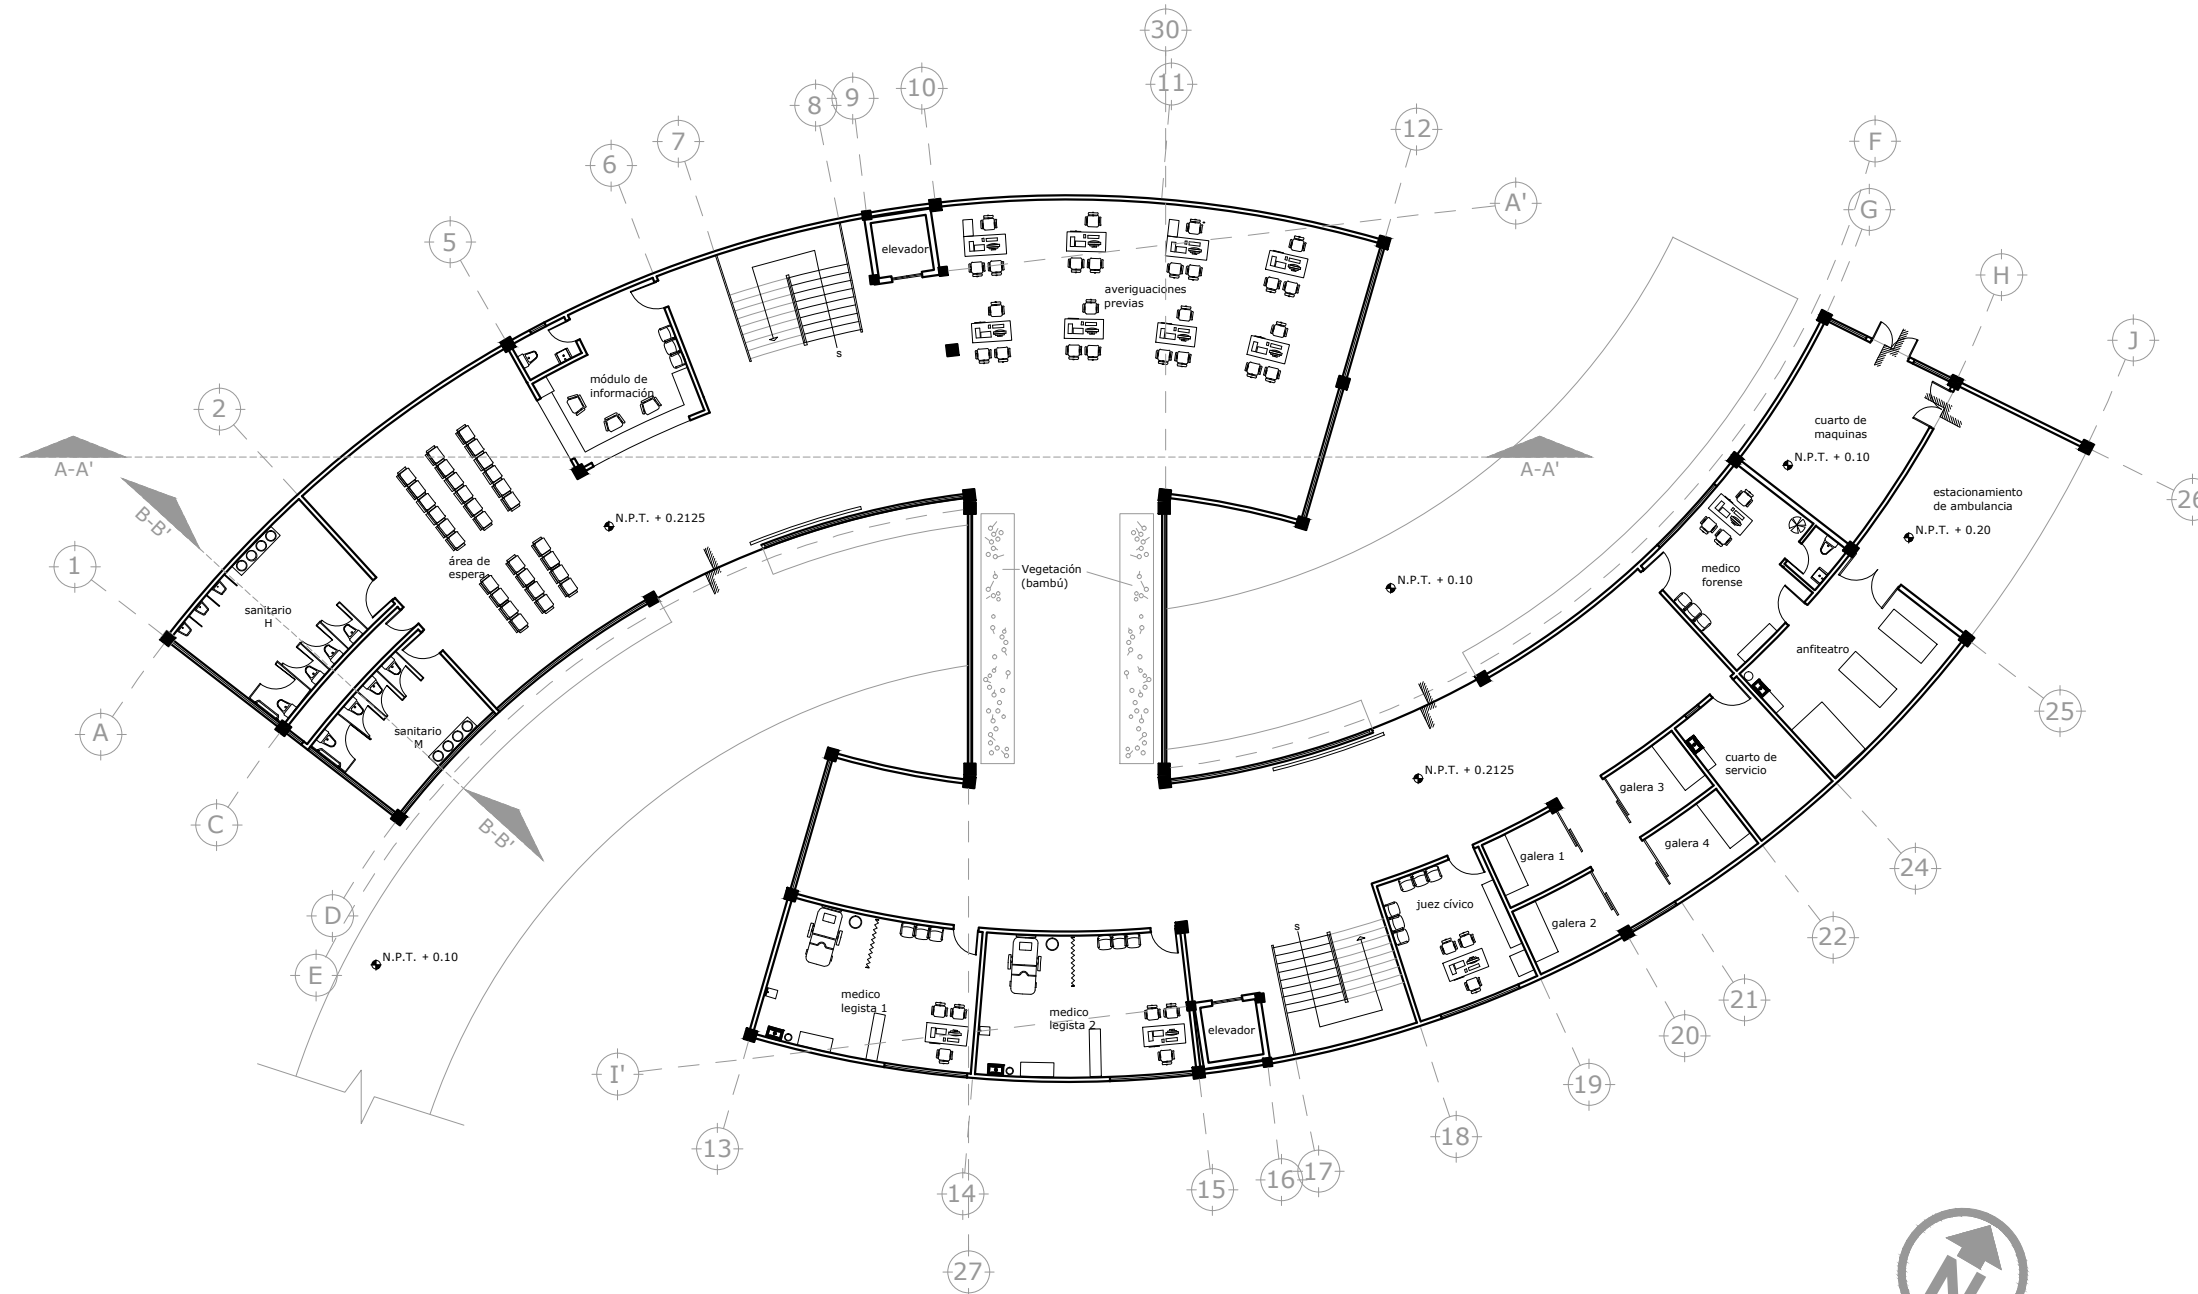 30
11
10
9
8
7
6
5
2
1
12
A'
F
G
H
J
26
elevador
averiguaciones
previas
s
módulo de
información
A-A'
A-A'
B-B'
N.P.T. + 0.2125
área de
espera
sanitario
H
sanitario
M
A
C
D
E
B-B'
Vegetación
(bambú)
N.P.T. + 0.10
N.P.T. + 0.2125
cuarto de
maquinas
N.P.T. + 0.10
estacionamiento
de ambulancia
N.P.T. + 0.20
medico
forense
anfiteatro
25
cuarto de
servicio
galera 3
galera 4
galera 1
galera 2
juez cívico
24
22
21
20
19
18
17
16
15
14
27
13
I'
s
elevador
medico
legista 1
medico
legista 2
N.P.T. + 0.10
N